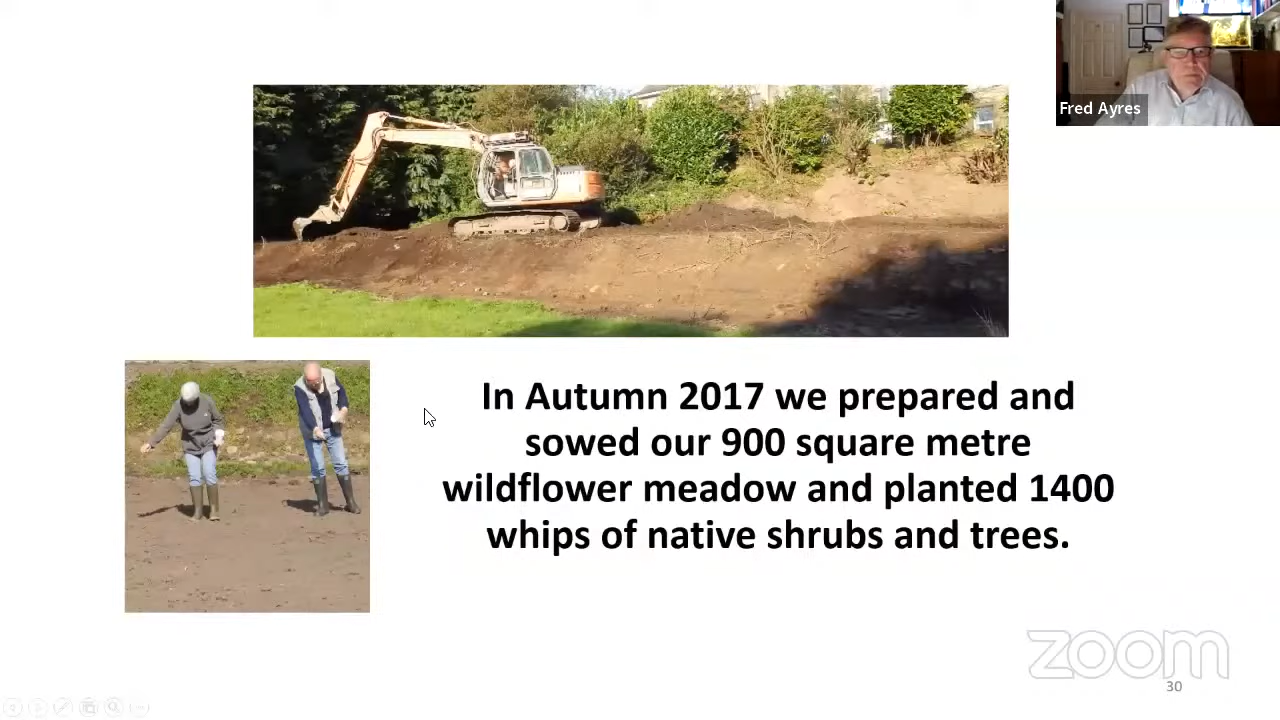 Fred Ayres
In Autumn 2017 we prepared and
sowed our 900 square metre
wildflower meadow and planted 1400
whips of native shrubs and trees.
zoom
30